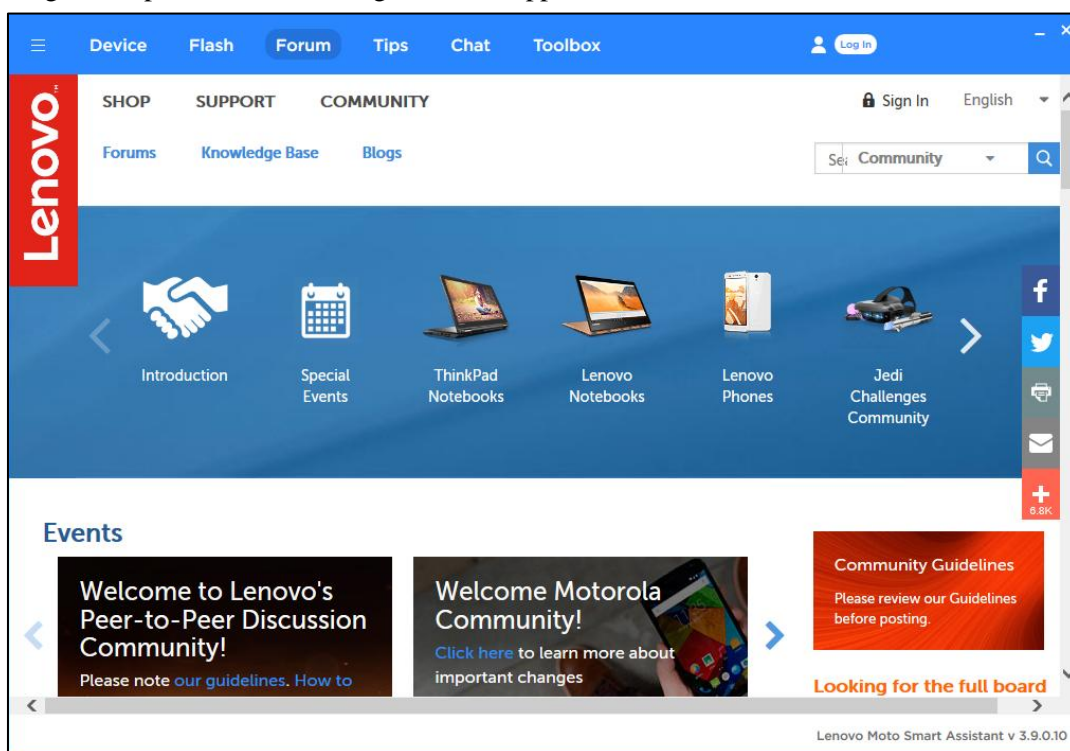 Device Flash Forum Tips Chat Toolbox Log In
Lenovo™
SHOP SUPPORT COMMUNITY Sign In English
Forums Knowledge Base Blogs
Community
Introduction
Special
Events
ThinkPad
Notebooks
Lenovo
Notebooks
Lenovo
Phones
Jedi
Challenges
Community
6.8K
Events
Welcome to Lenovo's
Peer-to-Peer Discussion
Community!
Please note our guidelines. How to
Welcome Motorola
Community!
Click here to learn more about
important changes
Community Guidelines
Please review our Guidelines
before posting.
Looking for the full board
Lenovo Moto Smart Assistant v 3.9.0.10